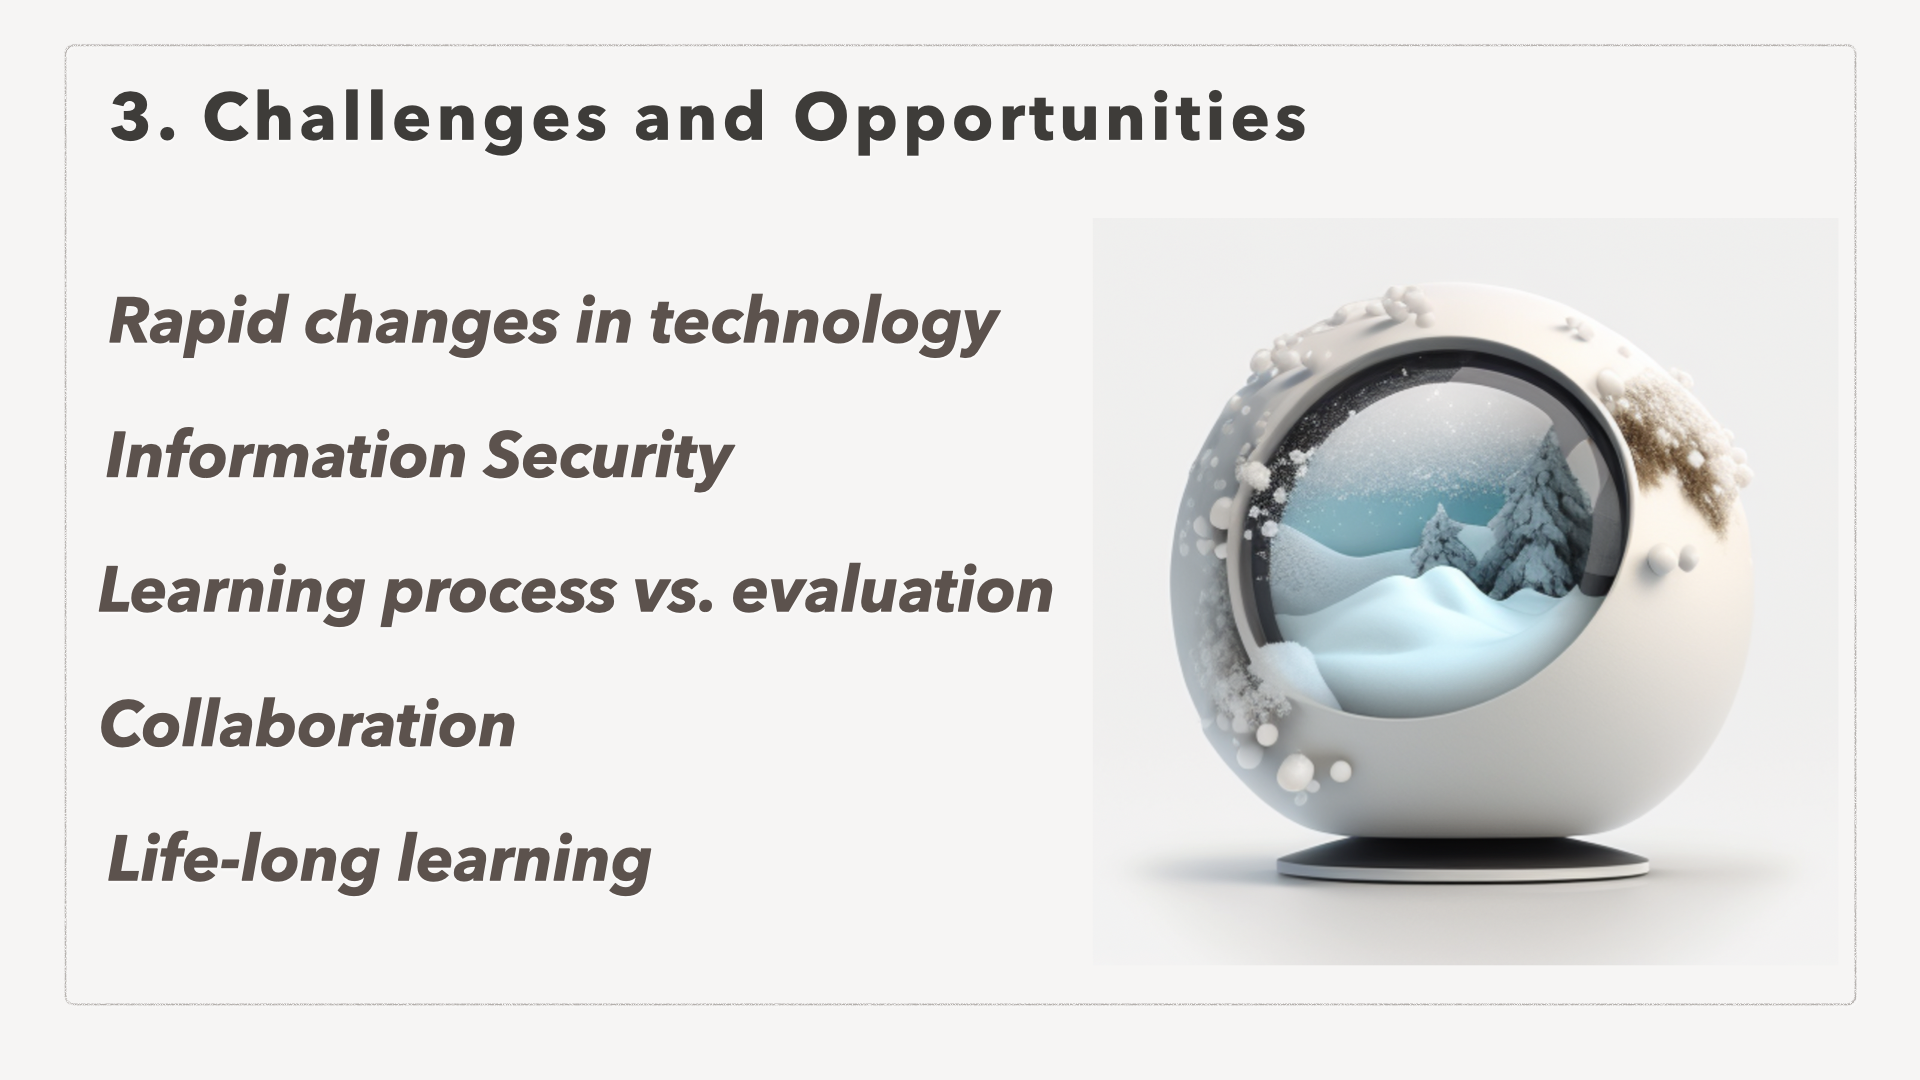 3. Challenges and Opportunities
Rapid changes in technology
Information Security
Learning process vs. evaluation
Collaboration
Life-long learning